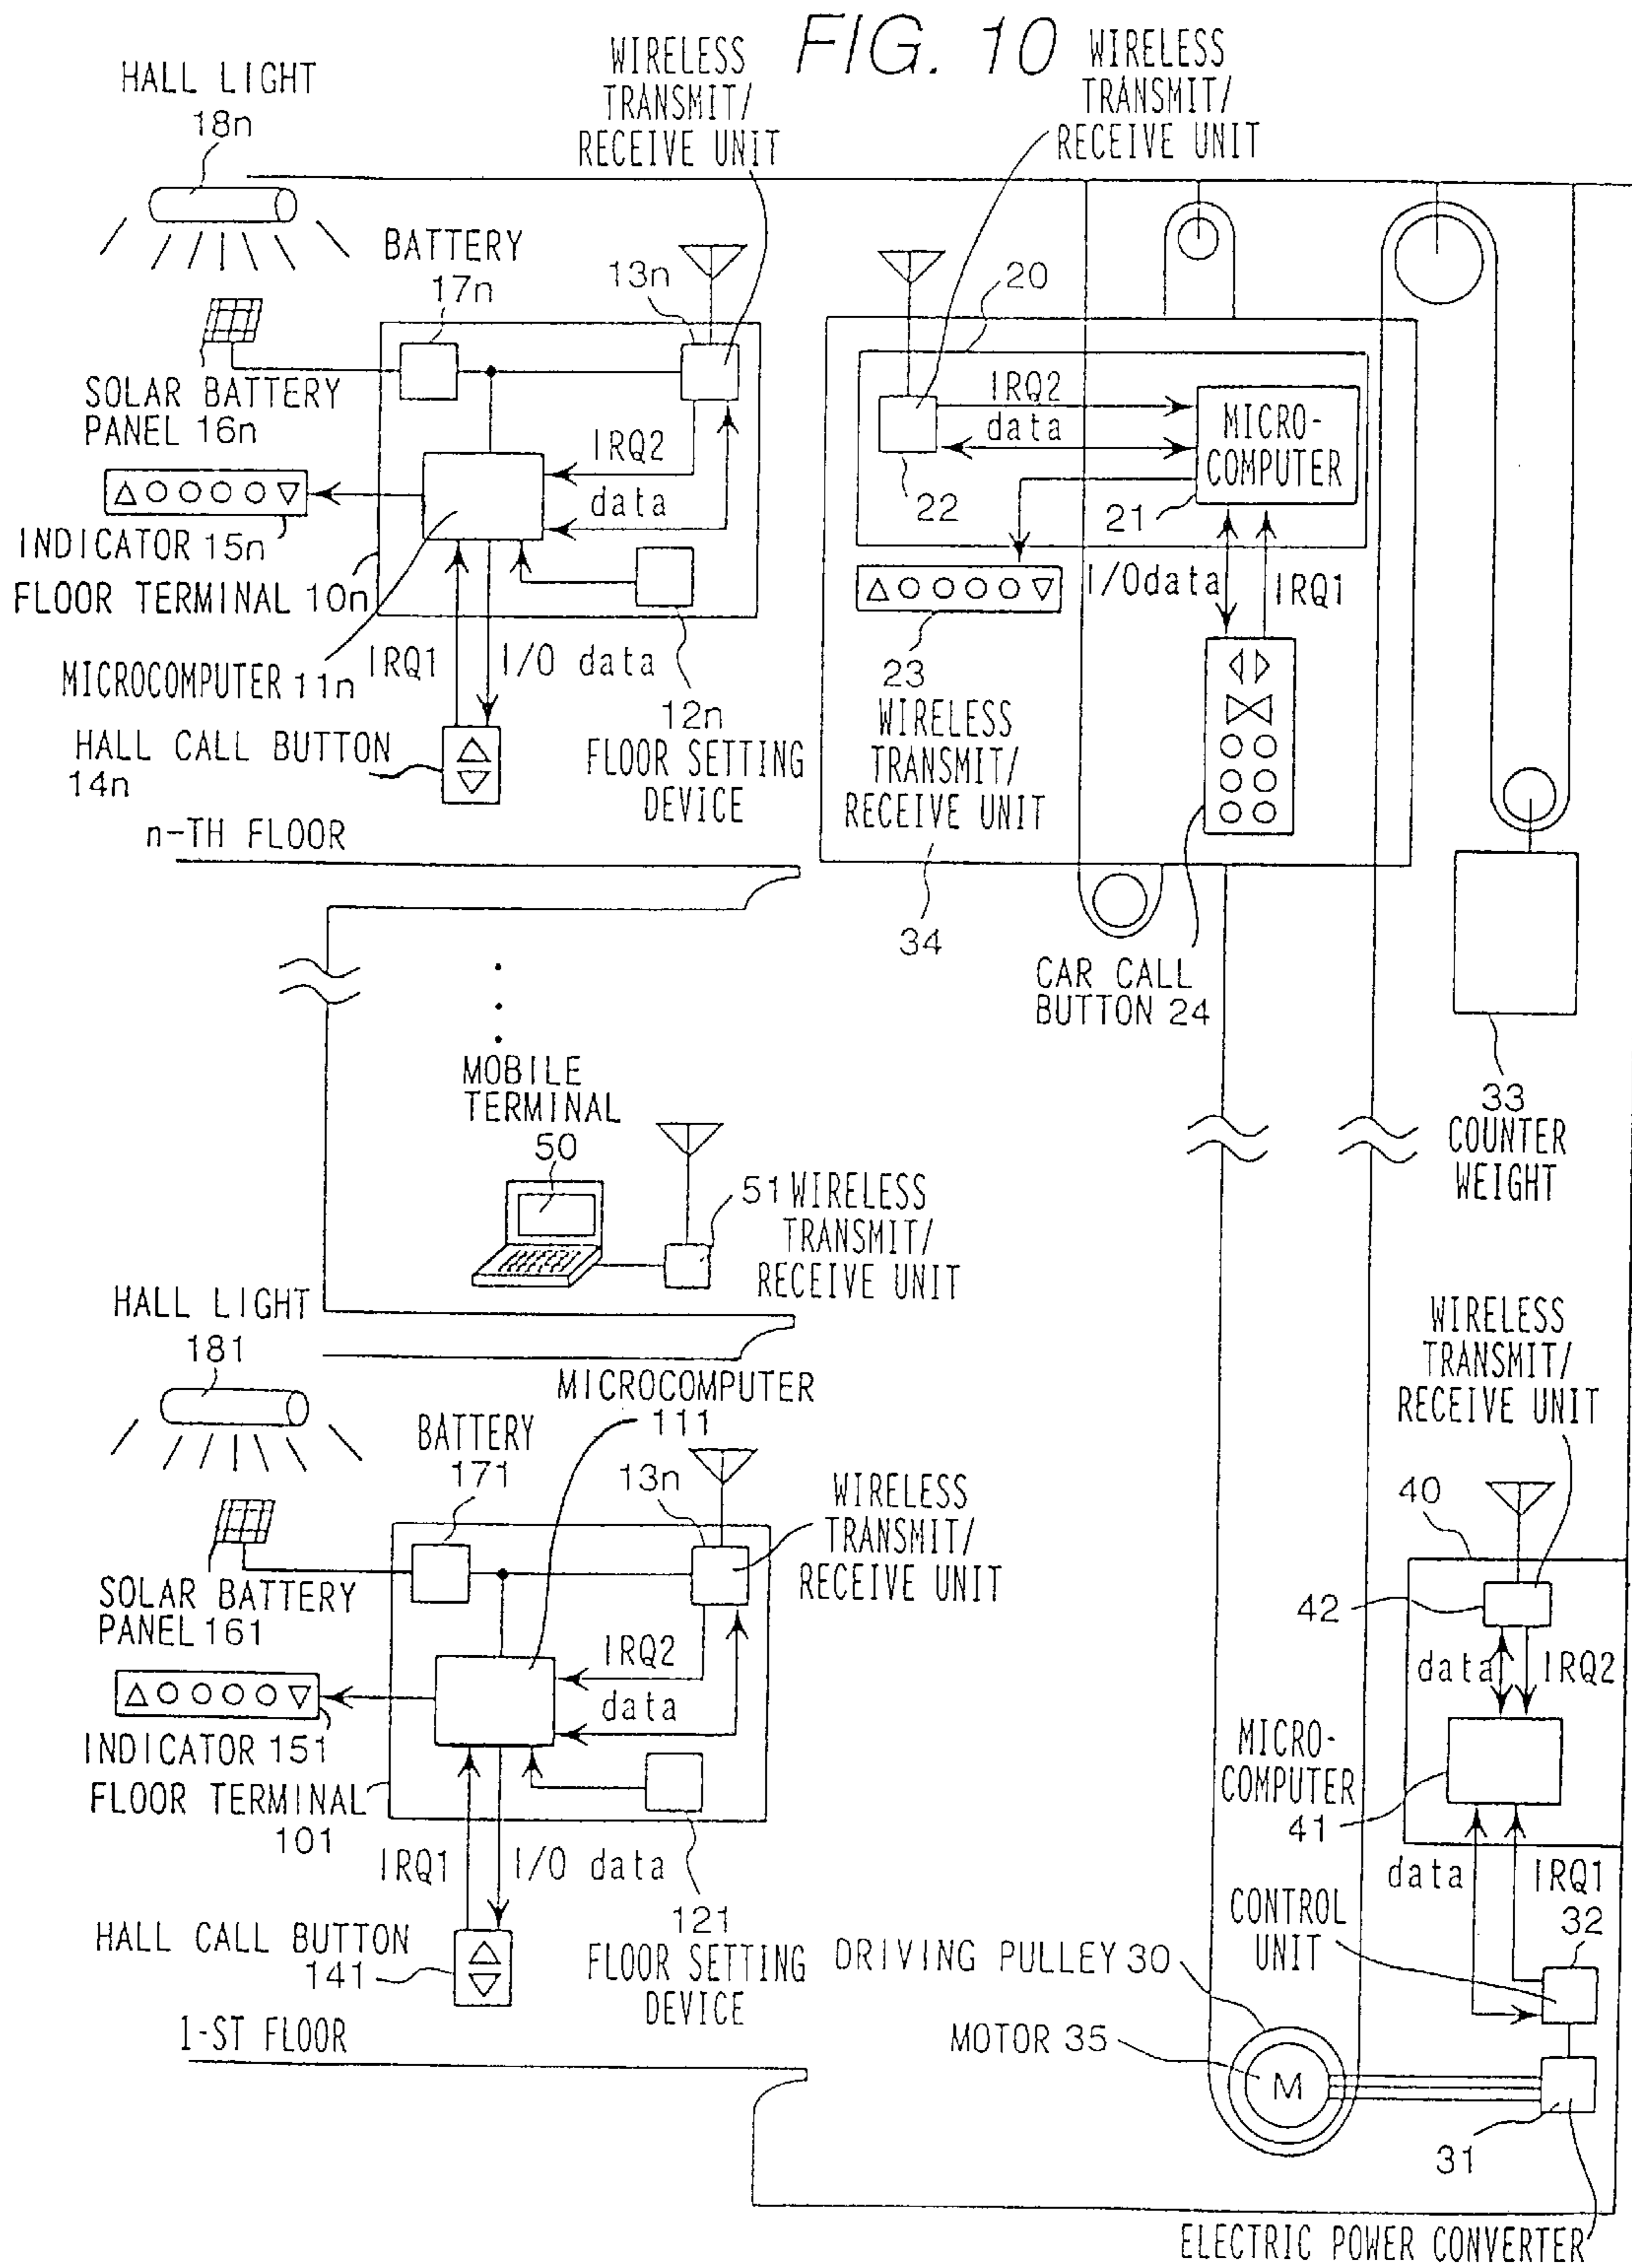 FIG. 10
HALL LIGHT
18n
WIRELESS
TRANSMIT/
RECEIVE UNIT
WIRELESS
TRANSMIT/
RECEIVE UNIT
BATTERY
17n
13n
SOLAR BATTERY
PANEL 16n
IRQ2
data
INDICATOR 15n
FLOOR TERMINAL 10n
MICROCOMPUTER 11n
IRQ1
I/O data
HALL CALL BUTTON
14n
12n
FLOOR SETTING
DEVICE
n-TH FLOOR
20
IRQ2
data
MICRO-
COMPUTER
22
21
I/Odata
IRQ1
23
WIRELESS
TRANSMIT/
RECEIVE UNIT
34
CAR CALL
BUTTON 24
33
COUNTER
WEIGHT
MOBILE
TERMINAL
50
51 WIRELESS
TRANSMIT/
RECEIVE UNIT
HALL LIGHT
181
MICROCOMPUTER
111
BATTERY
171
13n
WIRELESS
TRANSMIT/
RECEIVE UNIT
SOLAR BATTERY
PANEL 161
IRQ2
data
INDICATOR 151
FLOOR TERMINAL
101
IRQ1
I/O data
HALL CALL BUTTON
141
121
FLOOR SETTING
DEVICE
1-ST FLOOR
WIRELESS
TRANSMIT/
RECEIVE UNIT
40
42
data
IRQ2
MICRO-
COMPUTER
41
data
IRQ1
32
CONTROL
UNIT
DRIVING PULLEY 30
MOTOR 35
M
31
ELECTRIC POWER CONVERTER